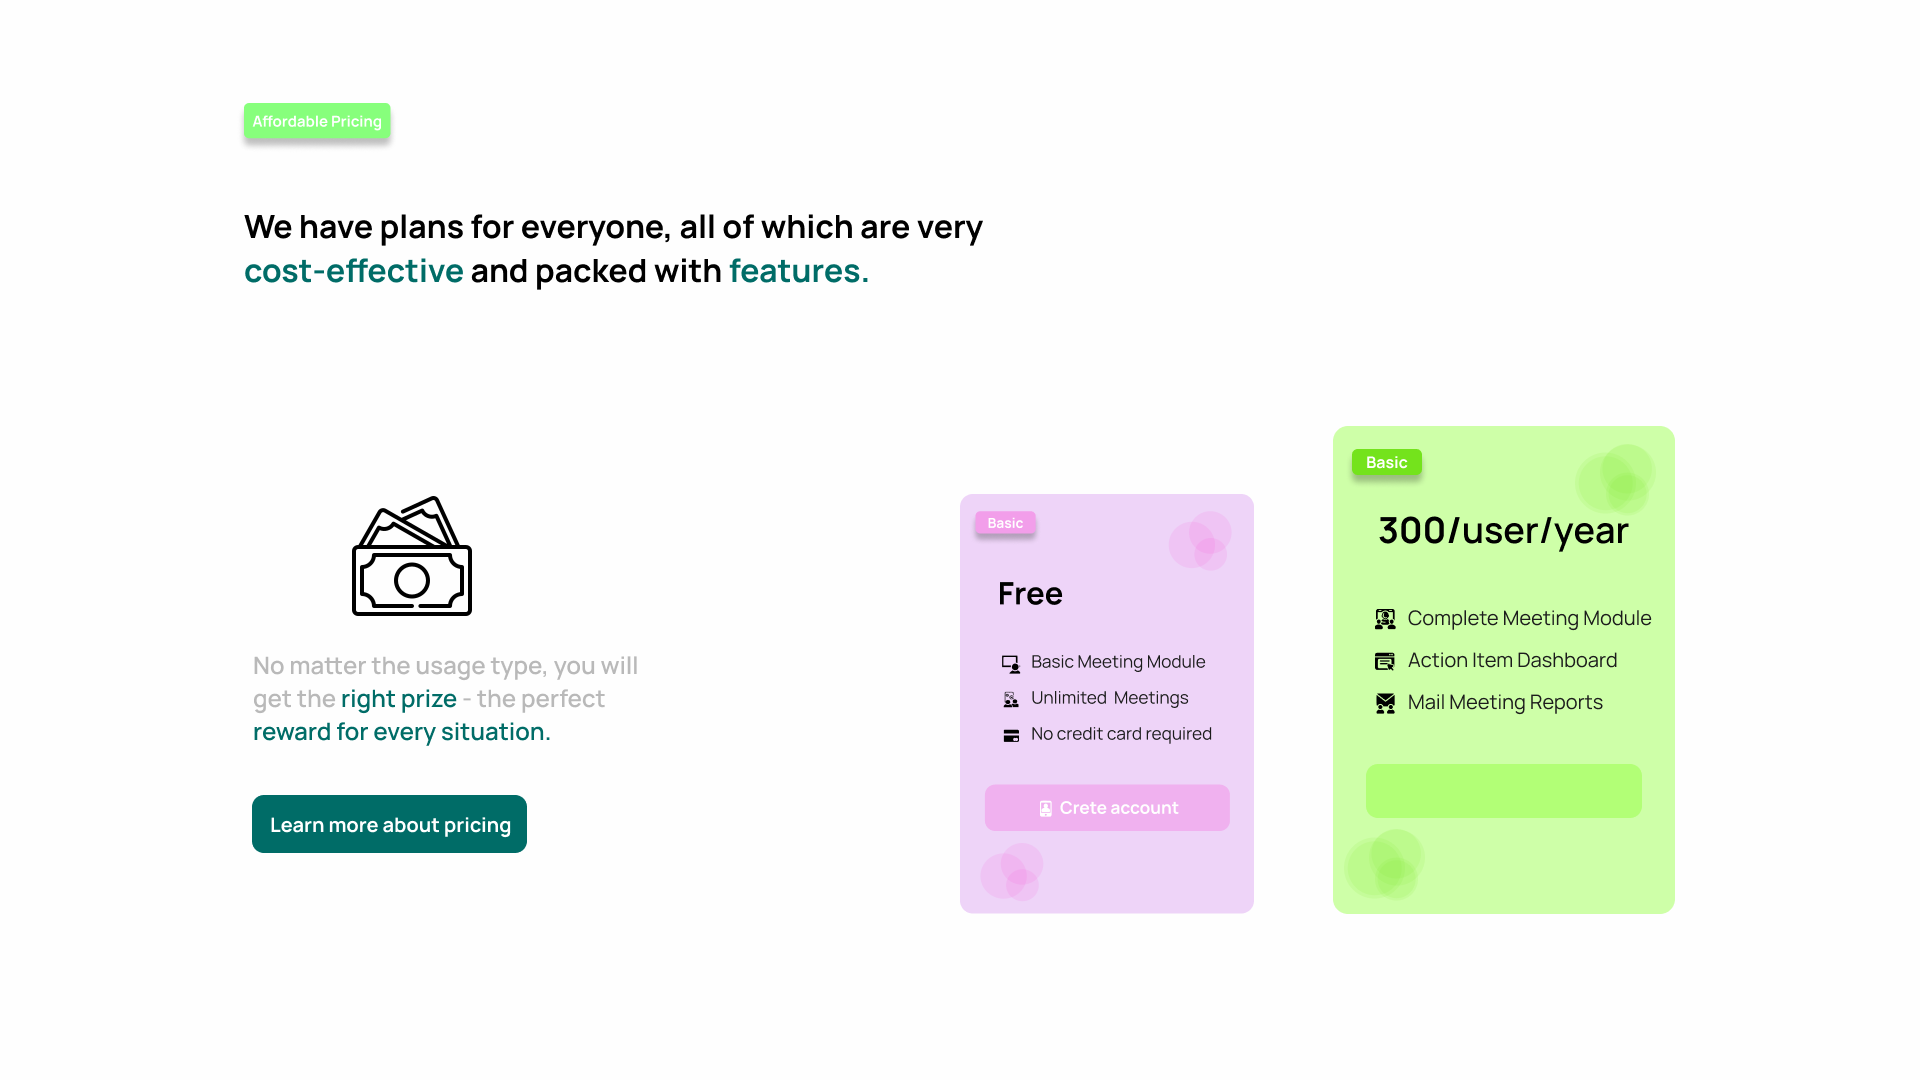 Affordable Pricing
We have plans for everyone, all of which are very
cost-effective and packed with features.
No matter the usage type, you will
get the right prize - the perfect
reward for every situation.
Learn more about pricing
Basic
Free
Basic Meeting Module
Unlimited Meetings
No credit card required
Crete account
Basic
300/user/year
Complete Meeting Module
Action Item Dashboard
Mail Meeting Reports